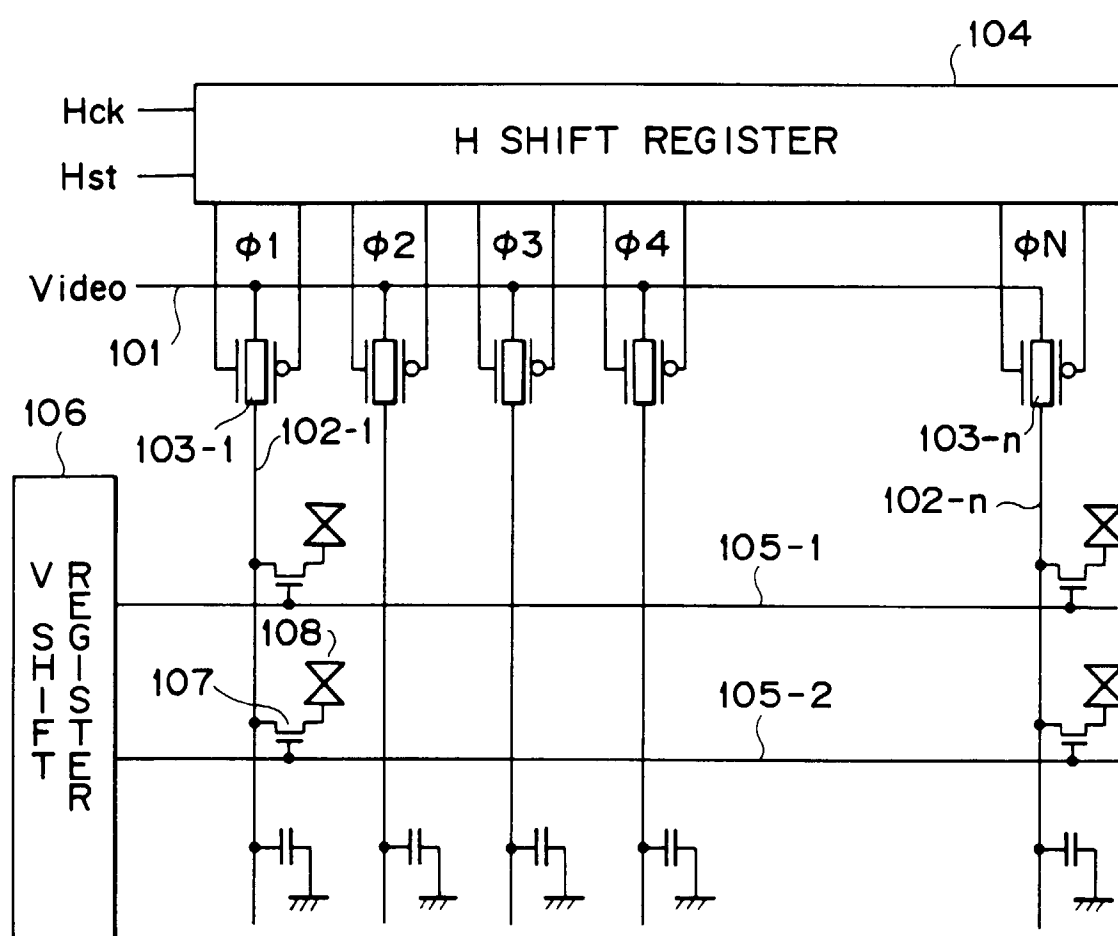 104
Hck
H SHIFT REGISTER
Hst
φ1 φ2 φ3 φ4 φN
Video
101
106
103-1
102-1
103-n
102-n
V SHIFT REGISTER
105-1
108
107
105-2